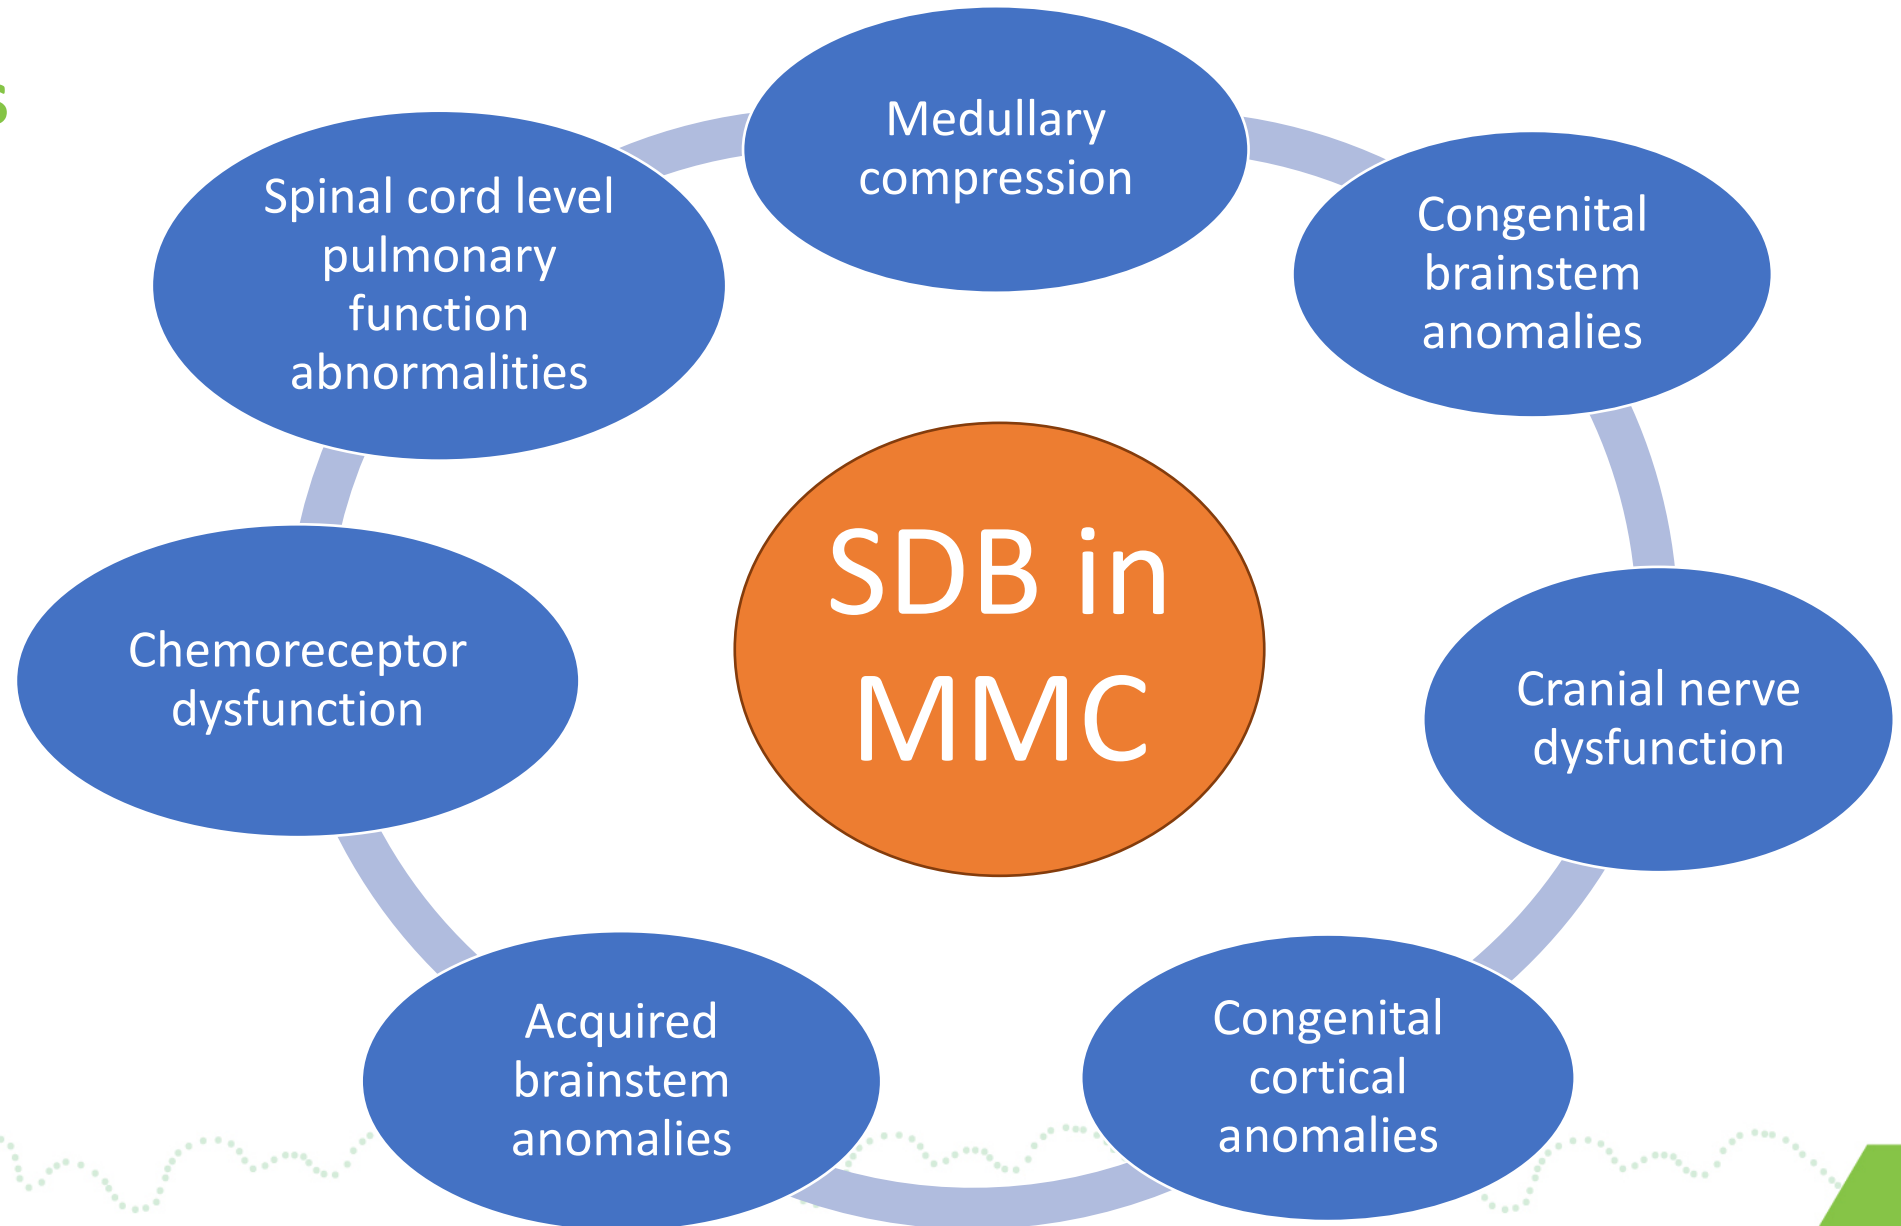 s
Medullary
compression
Congenital
brainstem
anomalies
Cranial nerve
dysfunction
Congenital
cortical
anomalies
Acquired
brainstem
anomalies
Chemoreceptor
dysfunction
Spinal cord level
pulmonary
function
abnormalities
SDB in
MMC